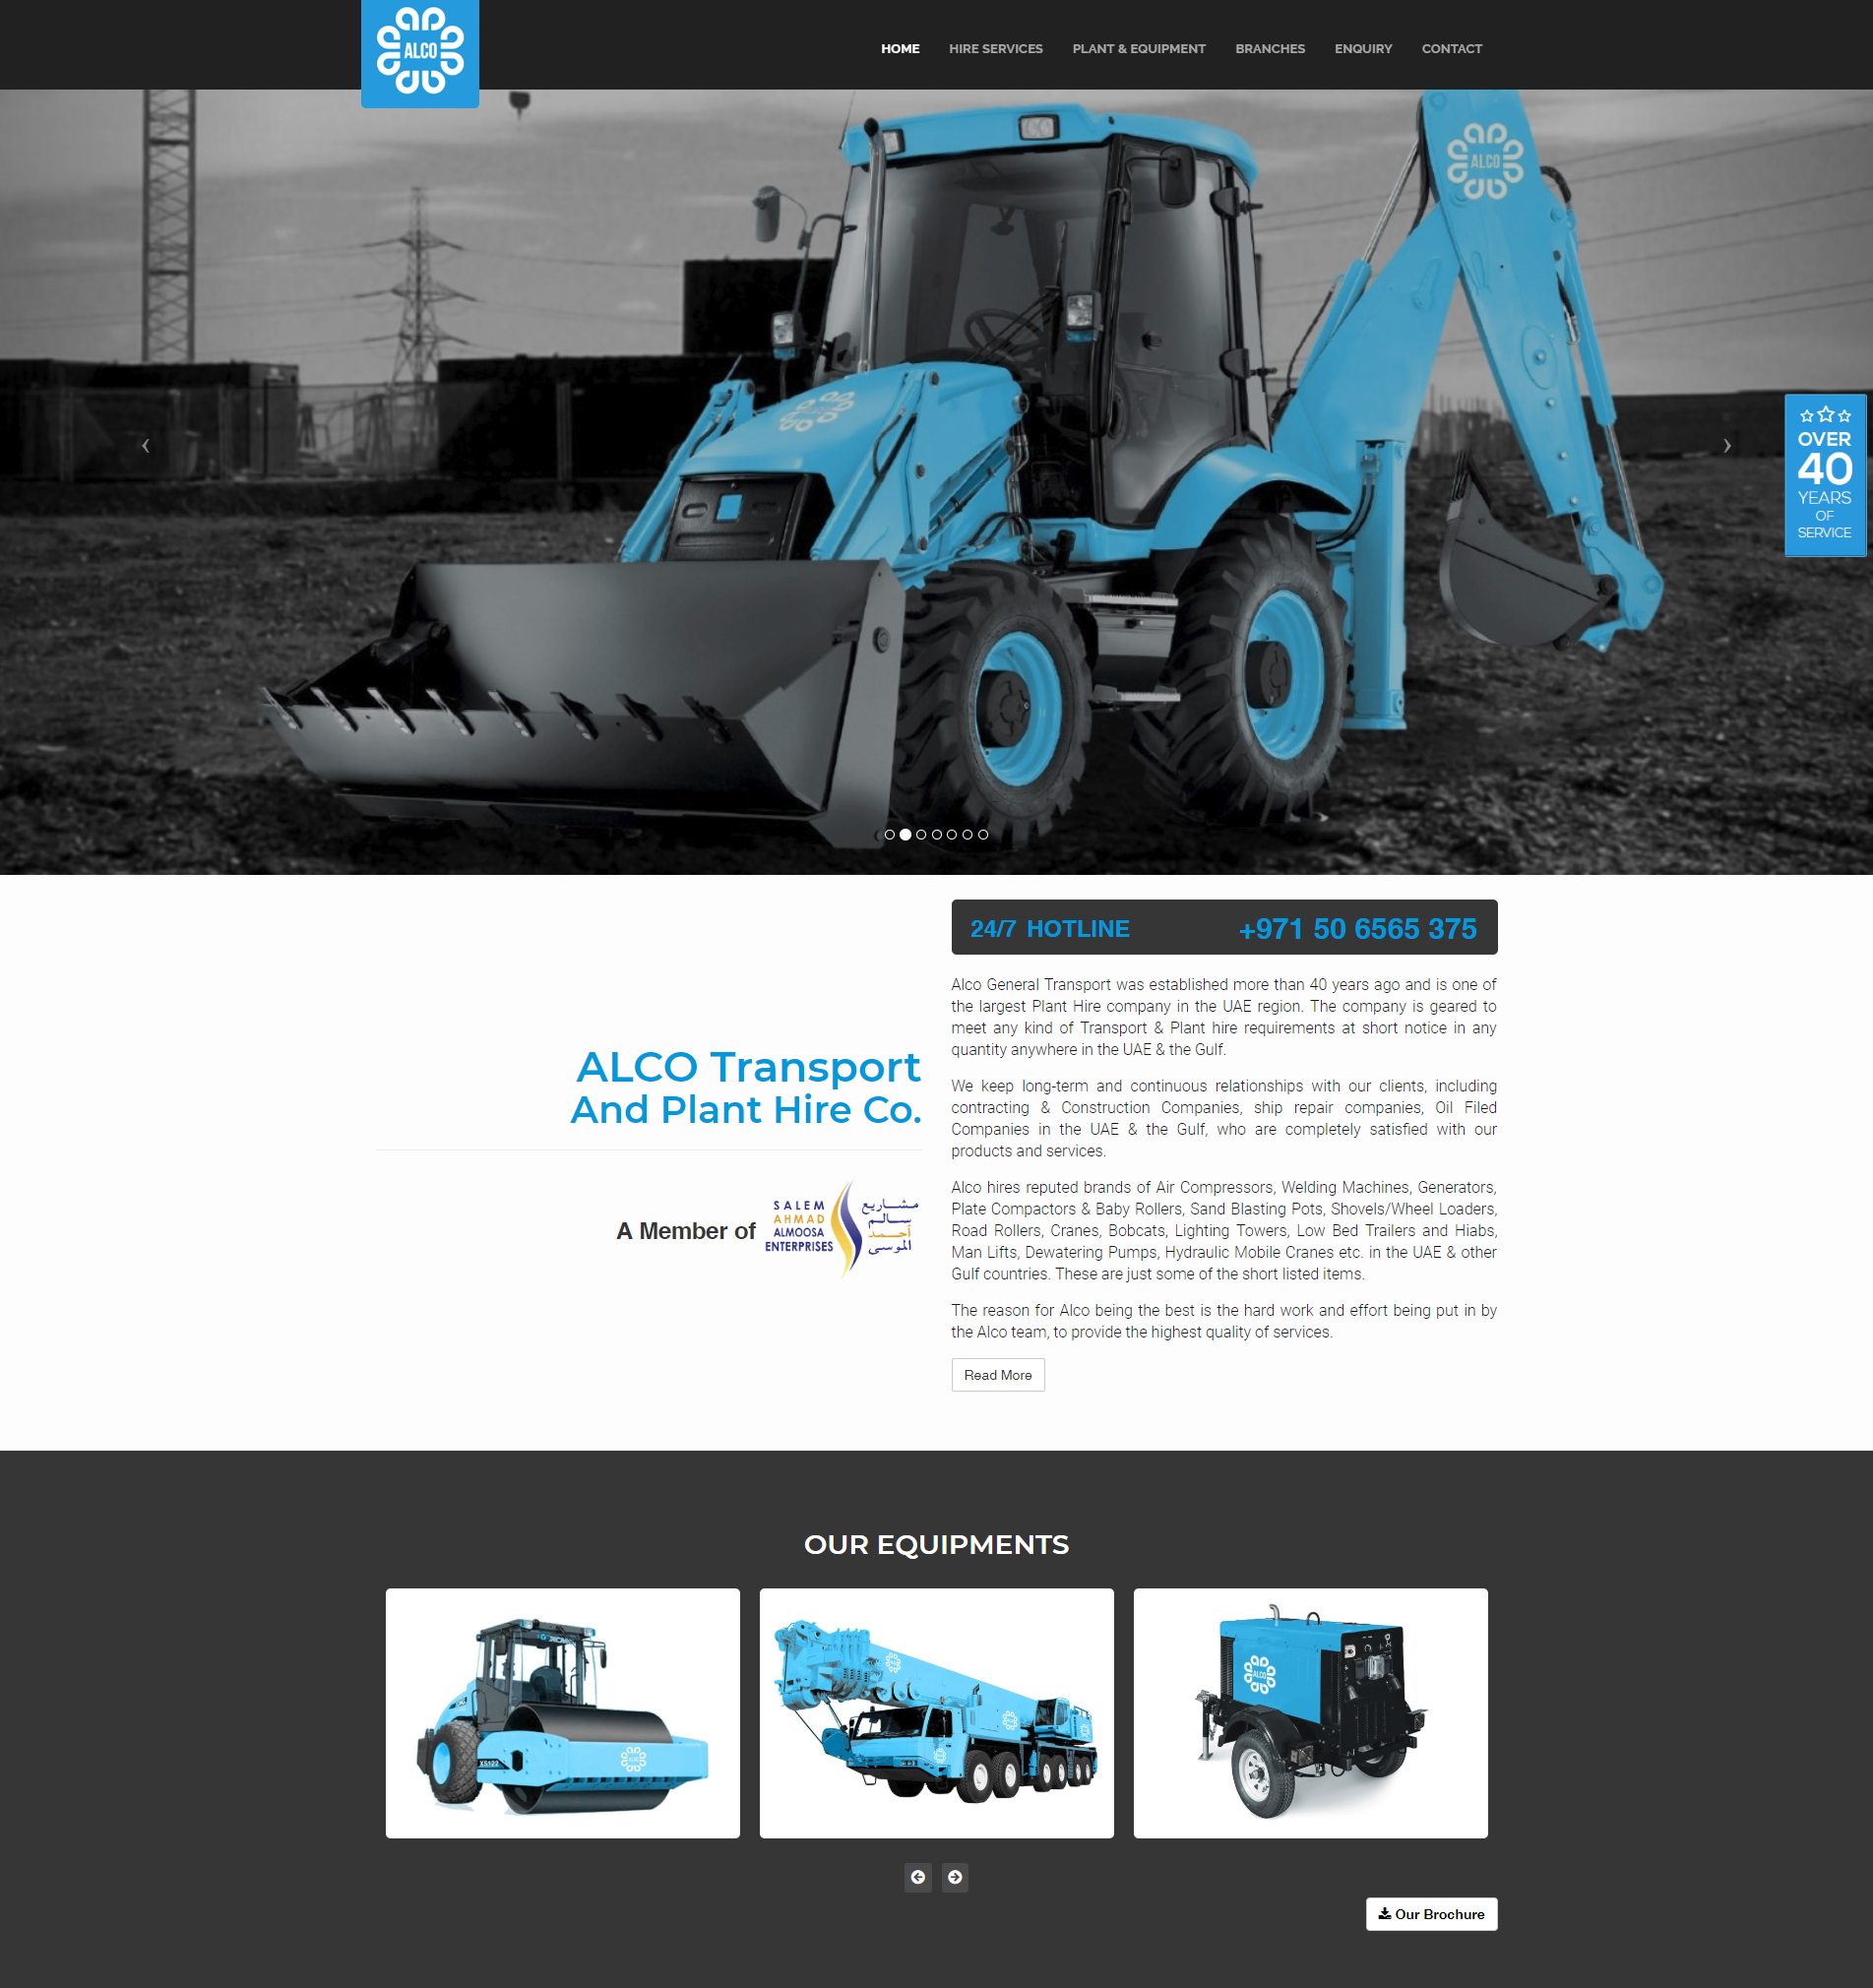 ALCO
HOME
HIRE SERVICES
PLANT & EQUIPMENT
BRANCHES
ENQUIRY
CONTACT
ALCO
OVER
40
YEARS
OF
SERVICE
24/7 HOTLINE
+971 50 6565 375
ALCO Transport
And Plant Hire Co.
A Member of
SALEM
AHMAD
ALMOOSA
ENTERPRISES
مشاريع
سالم
أحمد
الموسى
Alco General Transport was established more than 40 years ago and is one of
the largest Plant Hire company in the UAE region. The company is geared to
meet any kind of Transport & Plant hire requirements at short notice in any
quantity anywhere in the UAE & the Gulf.
We keep long-term and continuous relationships with our clients, including
contracting & Construction Companies, ship repair companies, Oil Filed
Companies in the UAE & the Gulf, who are completely satisfied with our
products and services.
Alco hires reputed brands of Air Compressors, Welding Machines, Generators,
Plate Compactors & Baby Rollers, Sand Blasting Pots, Shovels/Wheel Loaders,
Road Rollers, Cranes, Bobcats, Lighting Towers, Low Bed Trailers and Hiabs,
Man Lifts, Dewatering Pumps, Hydraulic Mobile Cranes etc. in the UAE & other
Gulf countries. These are just some of the short listed items.
The reason for Alco being the best is the hard work and effort being put in by
the Alco team, to provide the highest quality of services.
Read More
OUR EQUIPMENTS
XS122
ALCO
ALCO
Our Brochure